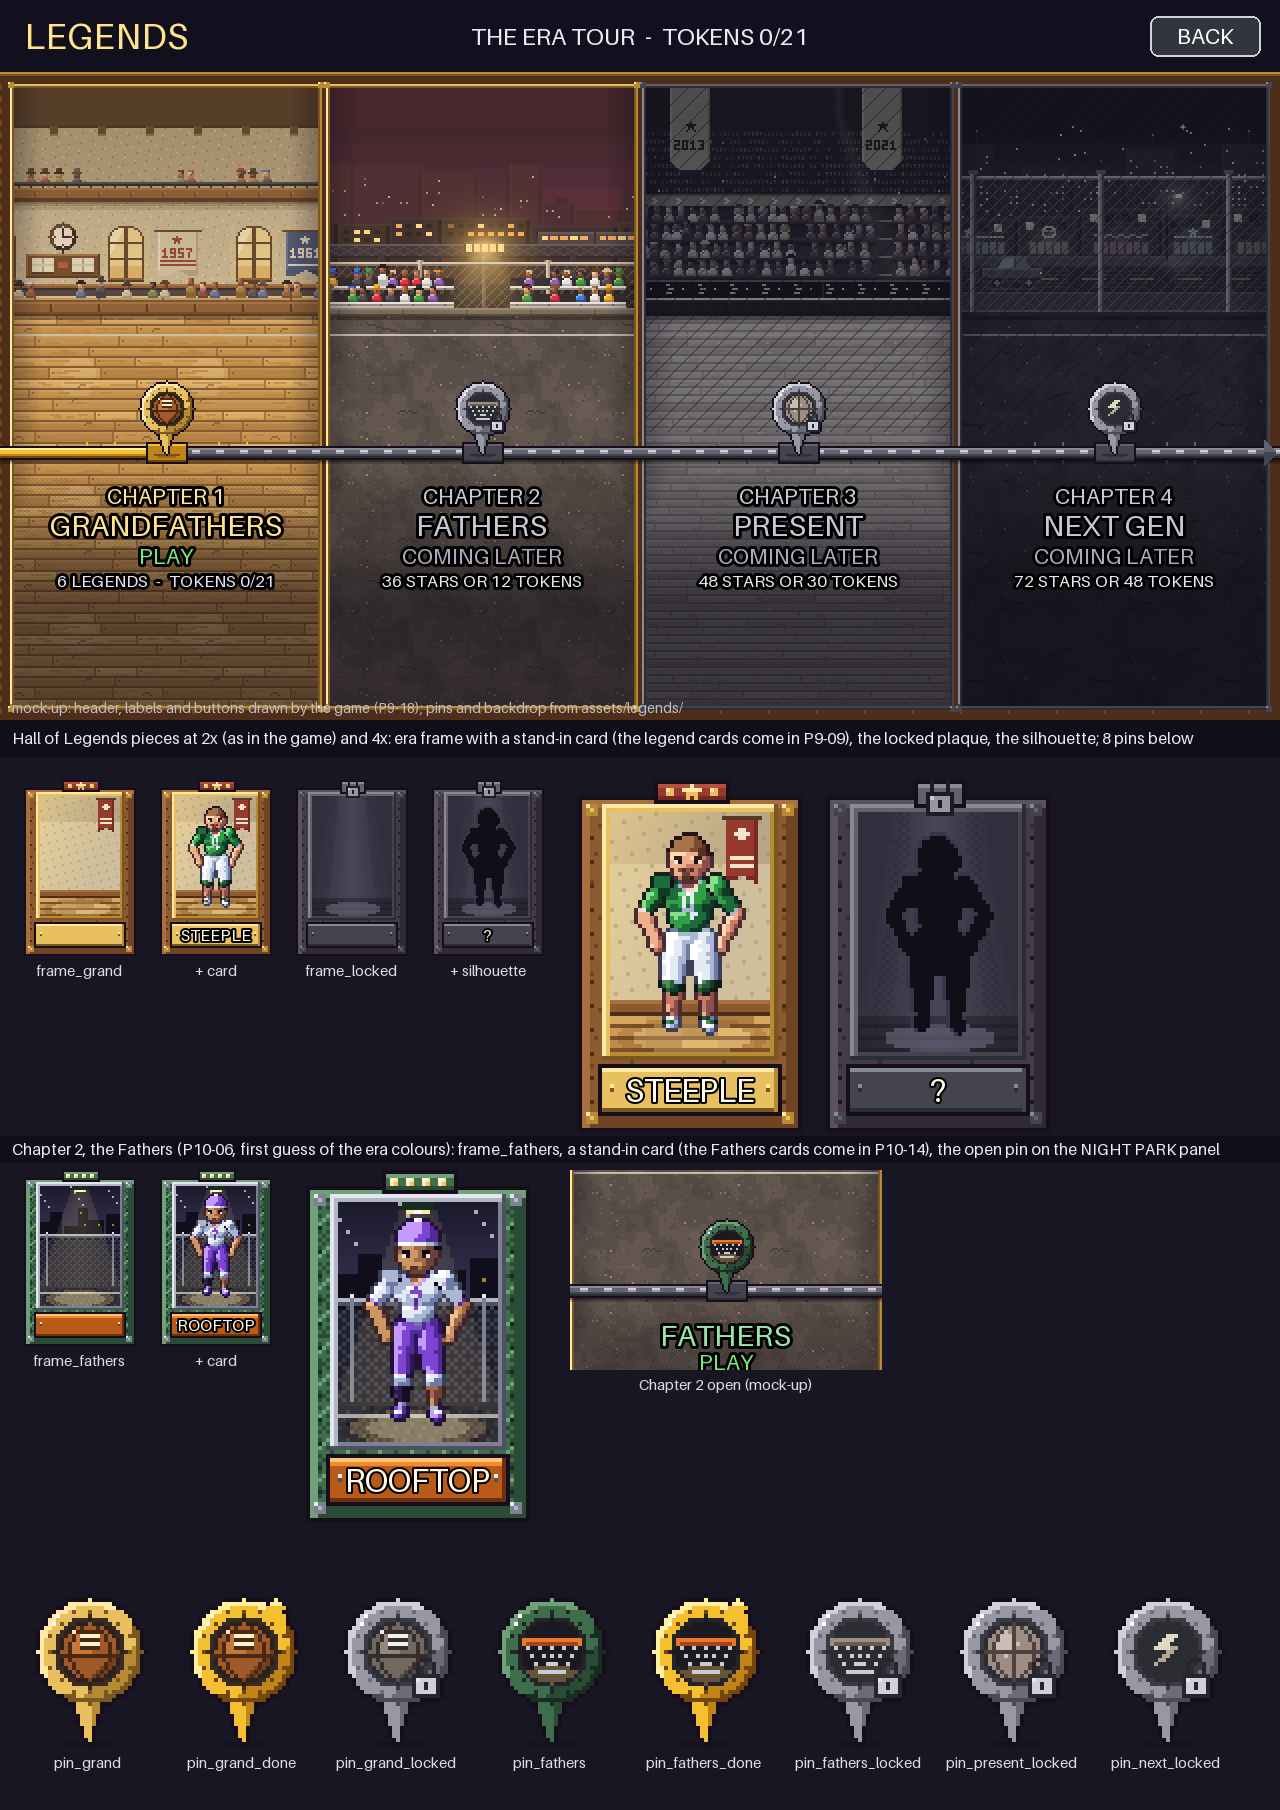 LEGENDS
THE ERA TOUR - TOKENS 0/21
BACK
2013
2021
1957
1961
CHAPTER 1
GRANDFATHERS
PLAY
6 LEGENDS - TOKENS 0/21
CHAPTER 2
FATHERS
COMING LATER
36 STARS OR 12 TOKENS
CHAPTER 3
PRESENT
COMING LATER
48 STARS OR 30 TOKENS
CHAPTER 4
NEXT GEN
COMING LATER
72 STARS OR 48 TOKENS
mock-up: header, labels and buttons drawn by the game (P9-18); pins and backdrop from assets/legends/
Hall of Legends pieces at 2x (as in the game) and 4x: era frame with a stand-in card (the legend cards come in P9-09), the locked plaque, the silhouette; 8 pins below
STEEPLE
?
frame_grand
+ card
frame_locked
+ silhouette
STEEPLE
?
Chapter 2, the Fathers (P10-06, first guess of the era colours): frame_fathers, a stand-in card (the Fathers cards come in P10-14), the open pin on the NIGHT PARK panel
ROOFTOP
frame_fathers
+ card
ROOFTOP
FATHERS
PLAY
Chapter 2 open (mock-up)
pin_grand
pin_grand_done
pin_grand_locked
pin_fathers
pin_fathers_done
pin_fathers_locked
pin_present_locked
pin_next_locked